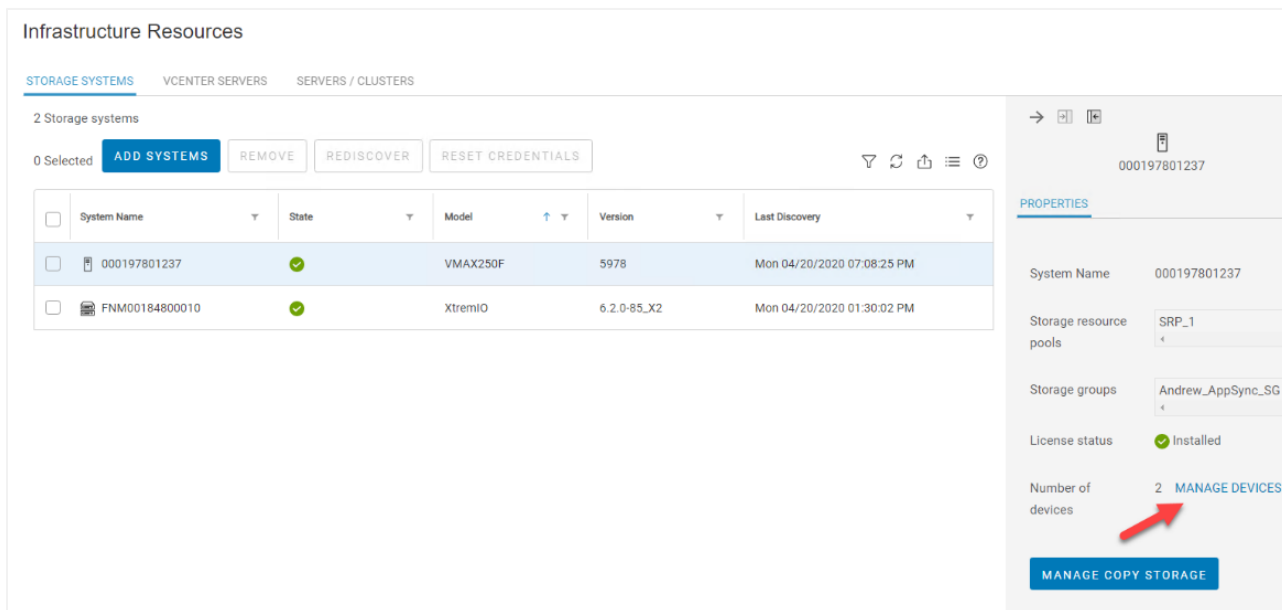 Infrastructure Resources
STORAGE SYSTEMS VCENTER SERVERS SERVERS / CLUSTERS
2 Storage systems
0 Selected ADD SYSTEMS REMOVE REDISCOVER RESET CREDENTIALS
System Name State Model Version Last Discovery
000197801237 VMAX250F 5978 Mon 04/20/2020 07:08:25 PM
FNM00184800010 XtremIO 6.2.0-85_X2 Mon 04/20/2020 01:30:02 PM
000197801237
PROPERTIES
System Name 000197801237
Storage resource pools SRP_1
Storage groups Andrew_AppSync_SG
License status Installed
Number of devices 2 MANAGE DEVICES
MANAGE COPY STORAGE